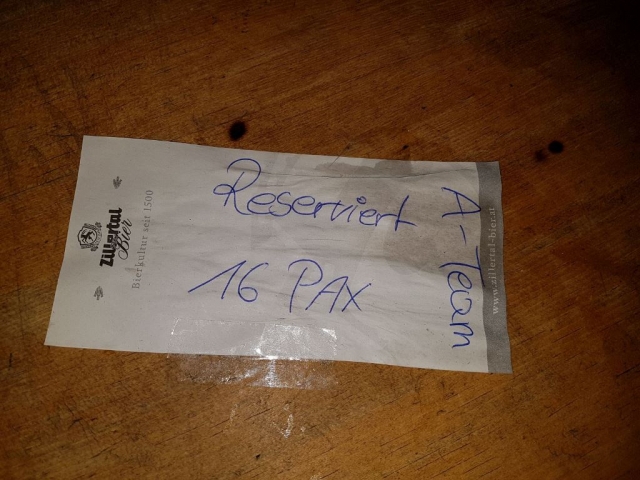 Zillertal
Bier
Bierkultur seit 1500
Reserviert
16 PAX
A-Team
www.zillertal-bier.at